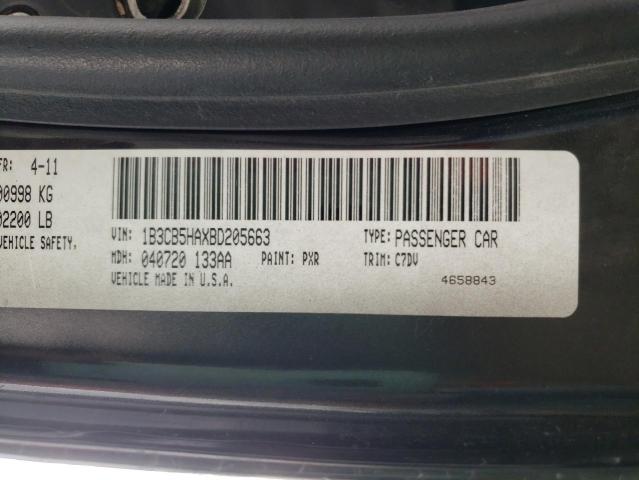 FR: 4-11
00998 KG
02200 LB
VEHICLE SAFETY,
VIN: 1B3CB5HAXBD205663 TYPE: PASSENGER CAR
MDH: 040720 133AA PAINT: PXR TRIM: C7DV
VEHICLE MADE IN U.S.A. 4658843